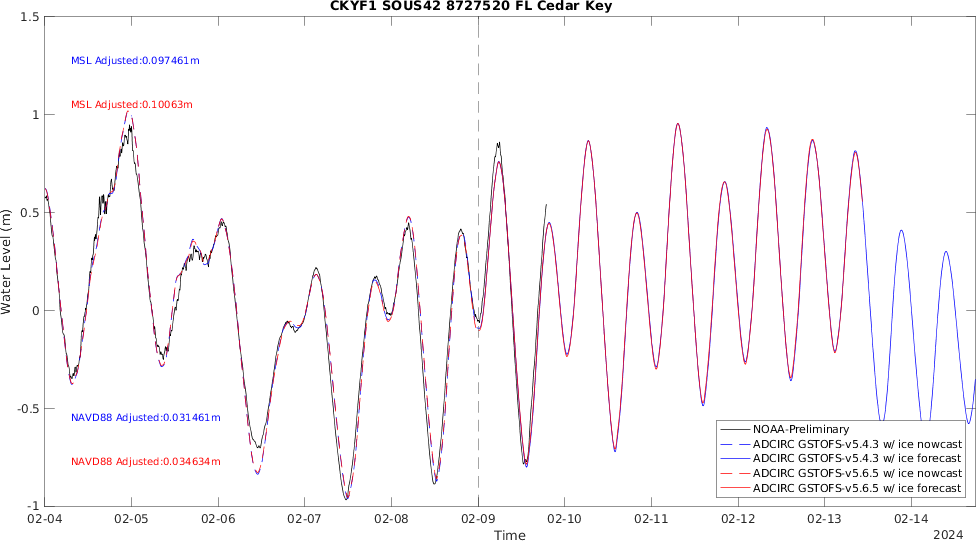 CKYF1 SOUS42 8727520 FL Cedar Key
1.5
MSL Adjusted:0.097461m
MSL Adjusted:0.10063m
1
0.5
Water Level (m)
0
-0.5
NAVD88 Adjusted:0.031461m
NAVD88 Adjusted:0.034634m
NOAA-Preliminary
ADCIRC GSTOFS-v5.4.3 w/ ice nowcast
ADCIRC GSTOFS-v5.4.3 w/ ice forecast
ADCIRC GSTOFS-v5.6.5 w/ ice nowcast
ADCIRC GSTOFS-v5.6.5 w/ ice forecast
-1
02-04 02-05 02-06 02-07 02-08 02-09 02-10 02-11 02-12 02-13 02-14
Time
2024